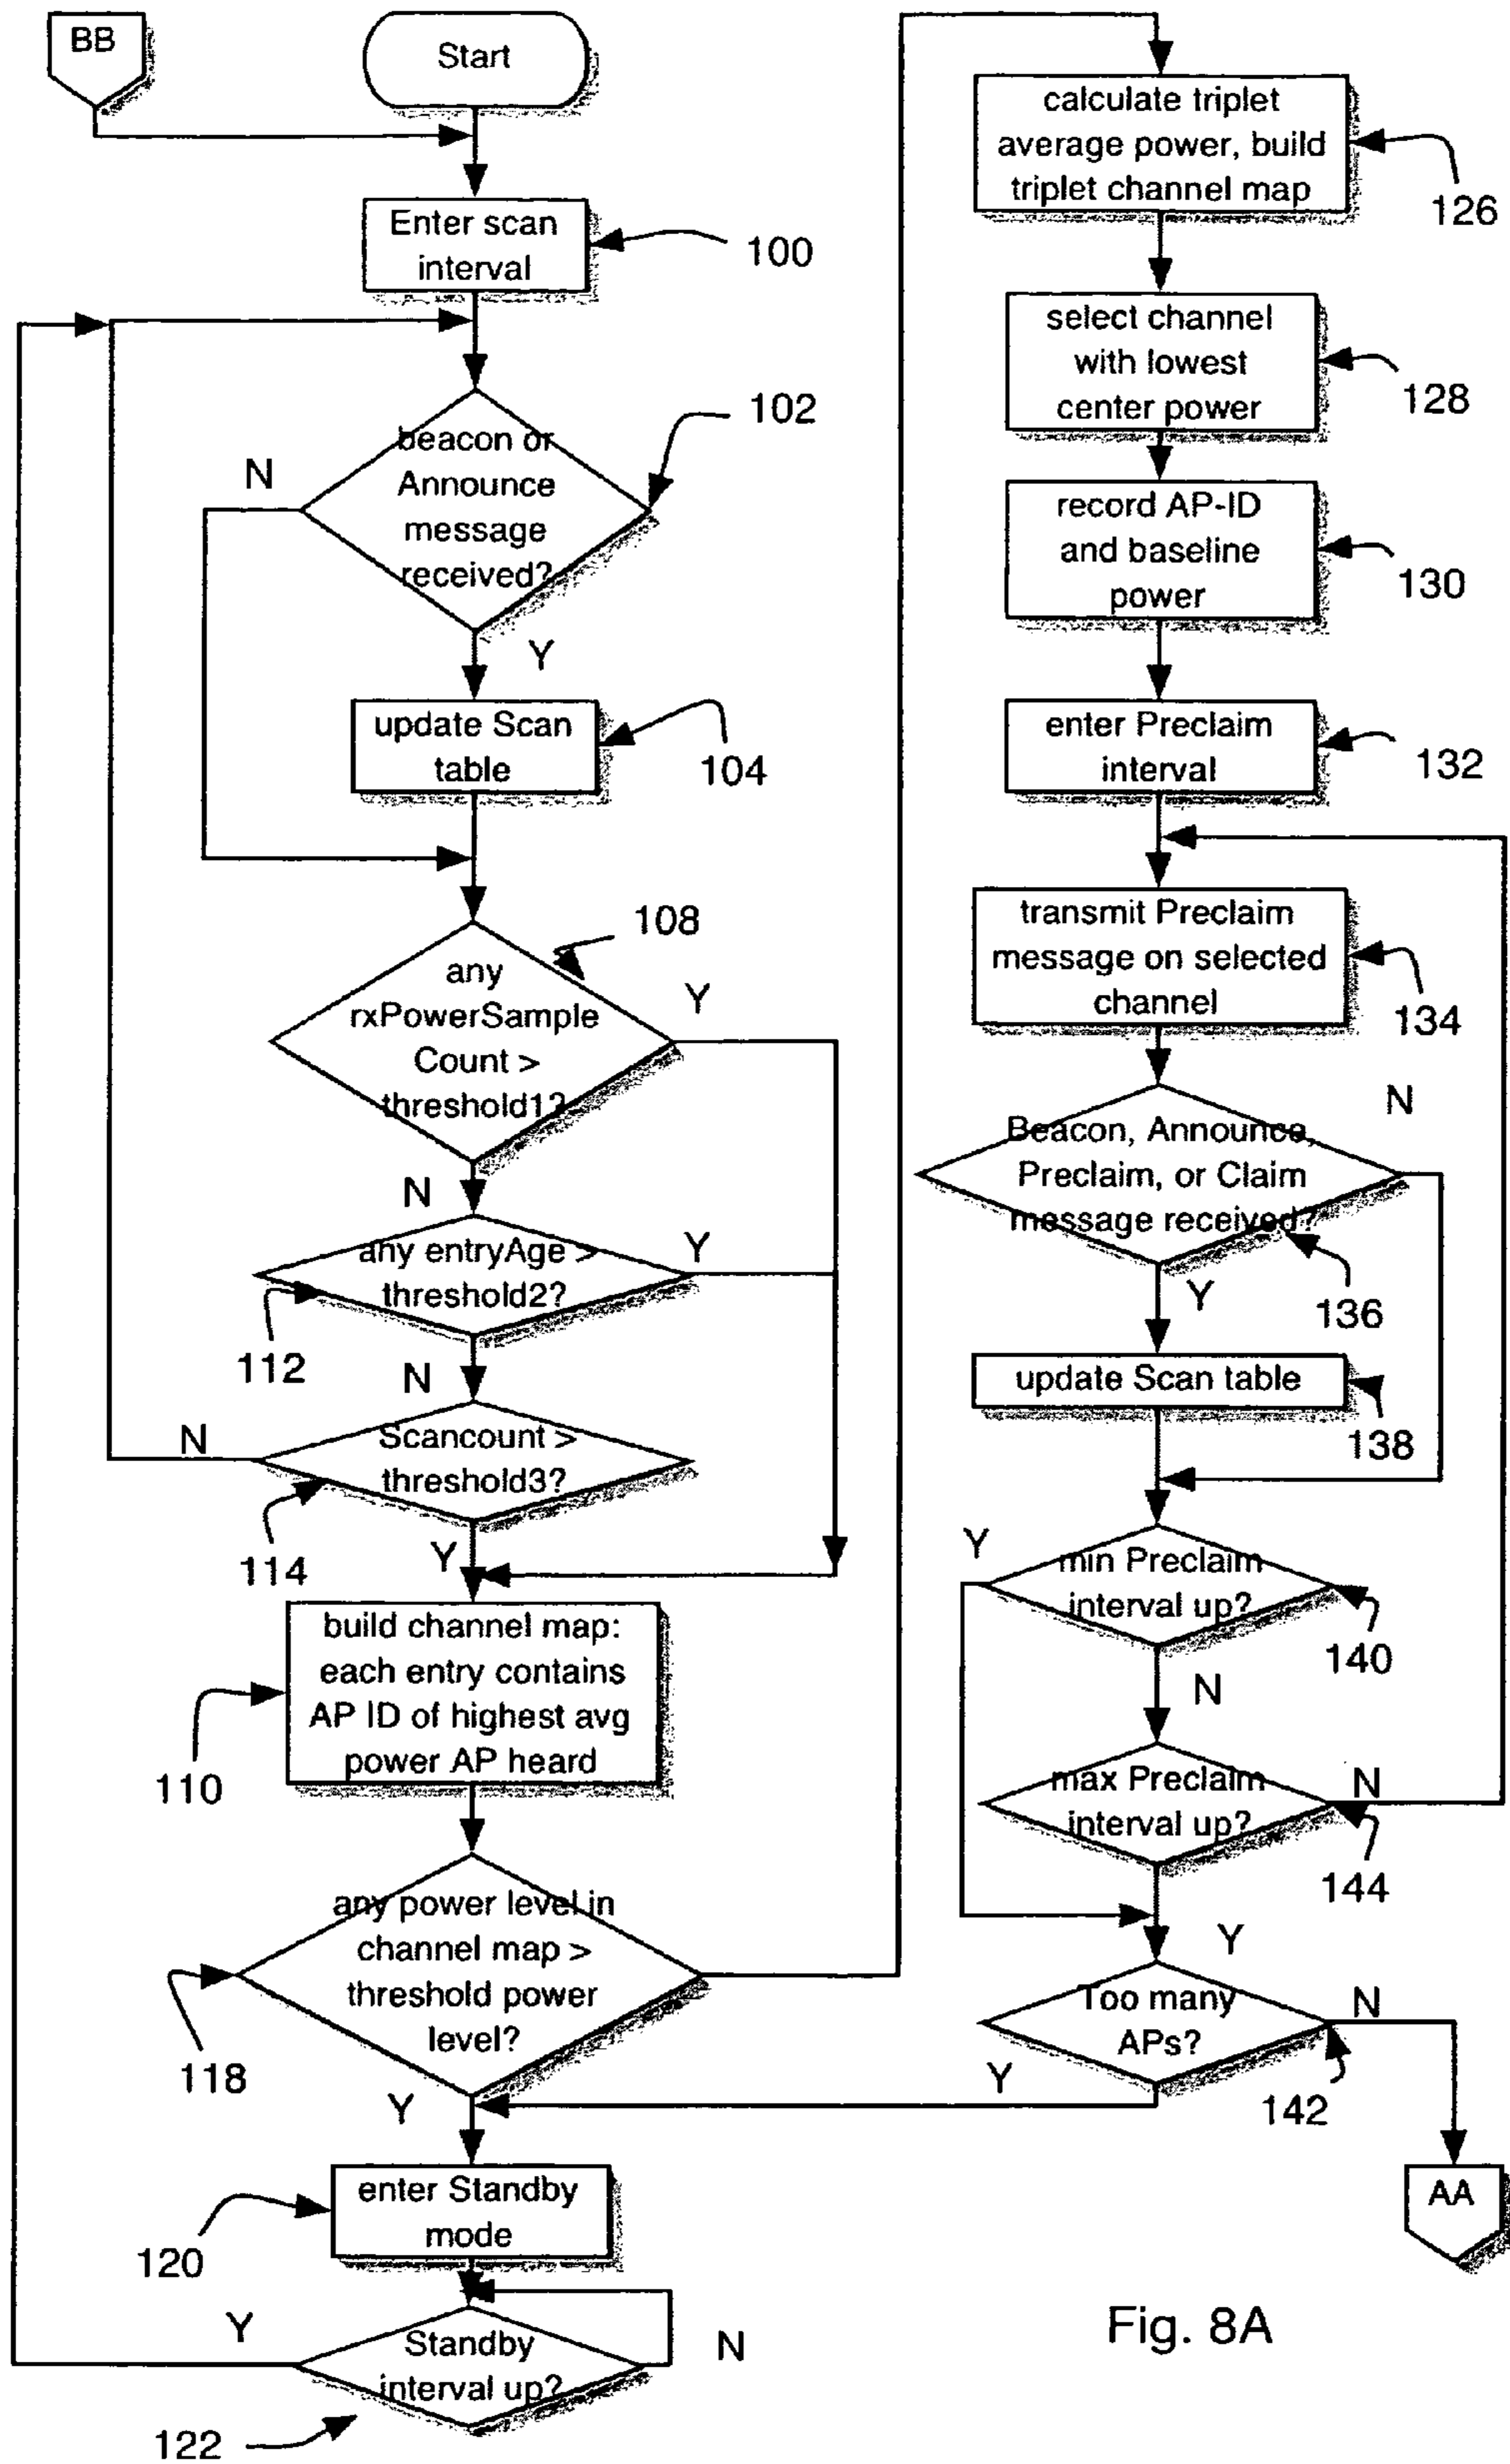 BB
Start
Enter scan
interval
100
beacon or
Announce
message
received?
102
N
Y
update Scan
table
104
any
rxPowerSample
Count >
threshold1?
108
Y
N
any entryAge >
threshold2?
Y
112
N
Scancount >
threshold3?
N
114
Y
build channel map:
each entry contains
AP ID of highest avg
power AP heard
110
any power level in
channel map >
threshold power
level?
118
Y
enter Standby
mode
120
Standby
interval up?
Y
N
122
calculate triplet
average power, build
triplet channel map
126
select channel
with lowest
center power
128
record AP-ID
and baseline
power
130
enter Preclaim
interval
132
transmit Preclaim
message on selected
channel
134
Beacon, Announce,
Preclaim, or Claim
message received?
N
136
Y
update Scan table
138
min Preclaim
interval up?
Y
140
N
max Preclaim
interval up?
N
144
Y
Too many
APs?
N
Y
142
AA
Fig. 8A